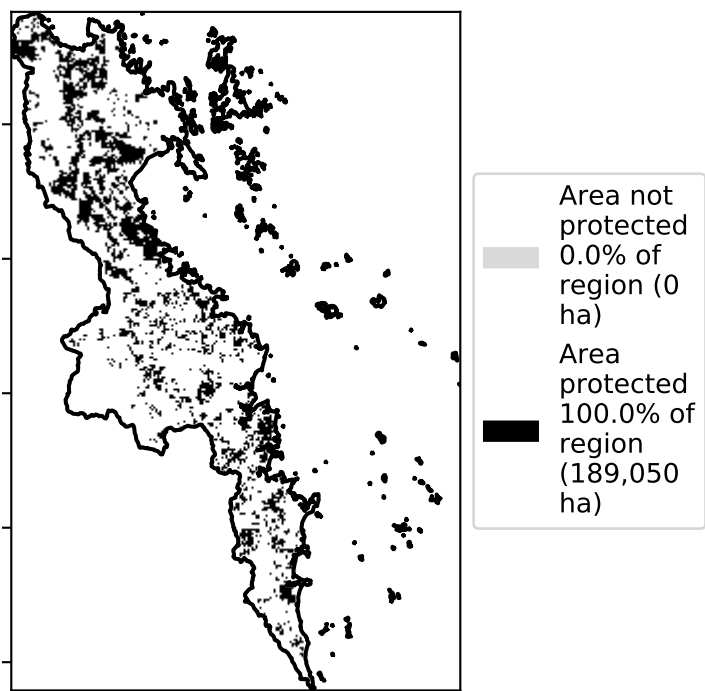 Area not
protected
0.0% of
region (0
ha)
Area
protected
100.0% of
region
(189,050
ha)